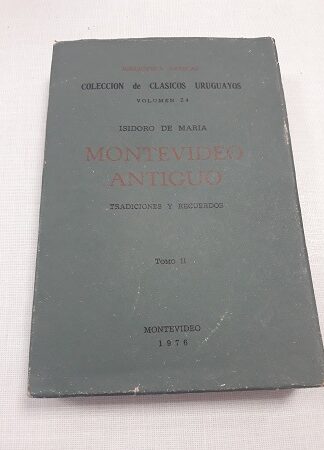 BIBLIOTECA ARTIGAS
COLECCION de CLASICOS URUGUAYOS
VOLUMEN 24
ISIDORO DE MARIA
MONTEVIDEO
ANTIGUO
TRADICIONES Y RECUERDOS
TOMO II
MONTEVIDEO
1976